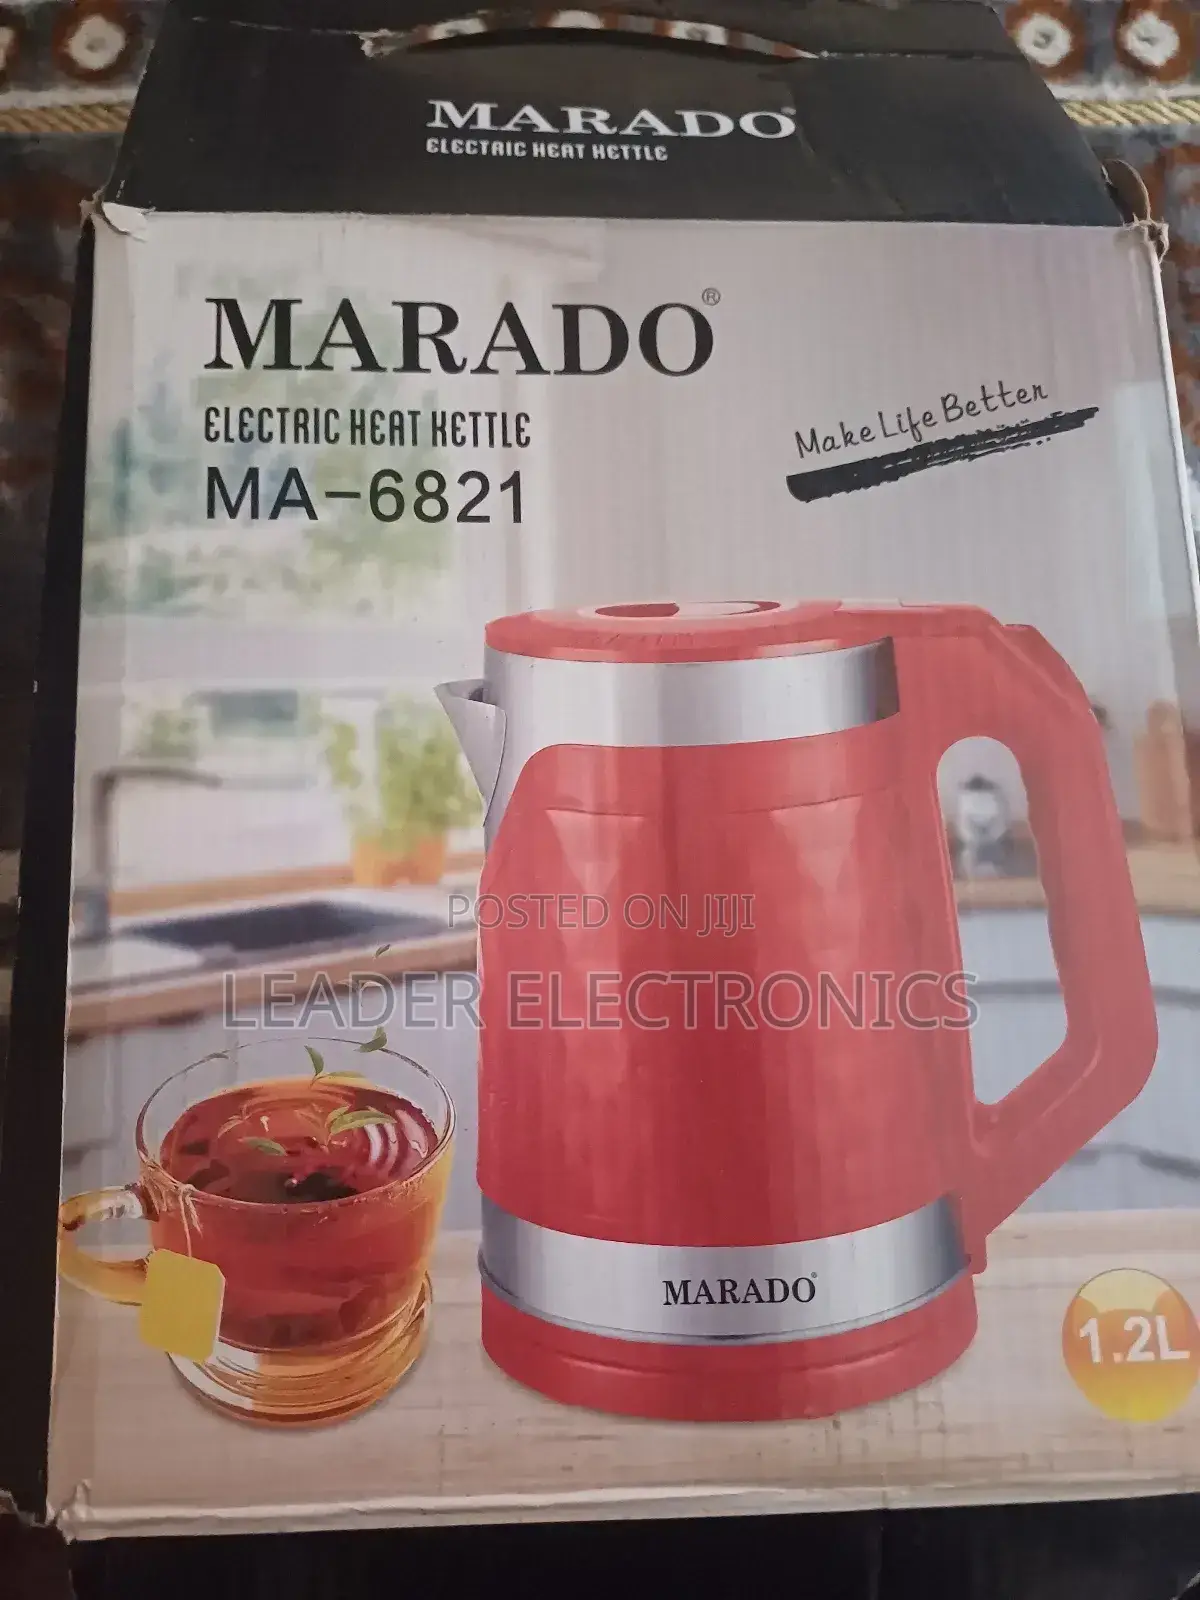 MARADO
ELECTRIC HEAT KETTLE
MARADO®
ELECTRIC HEAT KETTLE
MA-6821
Make Life Better
POSTED ON JIJI
LEADER ELECTRONICS
MARADO
1.2L